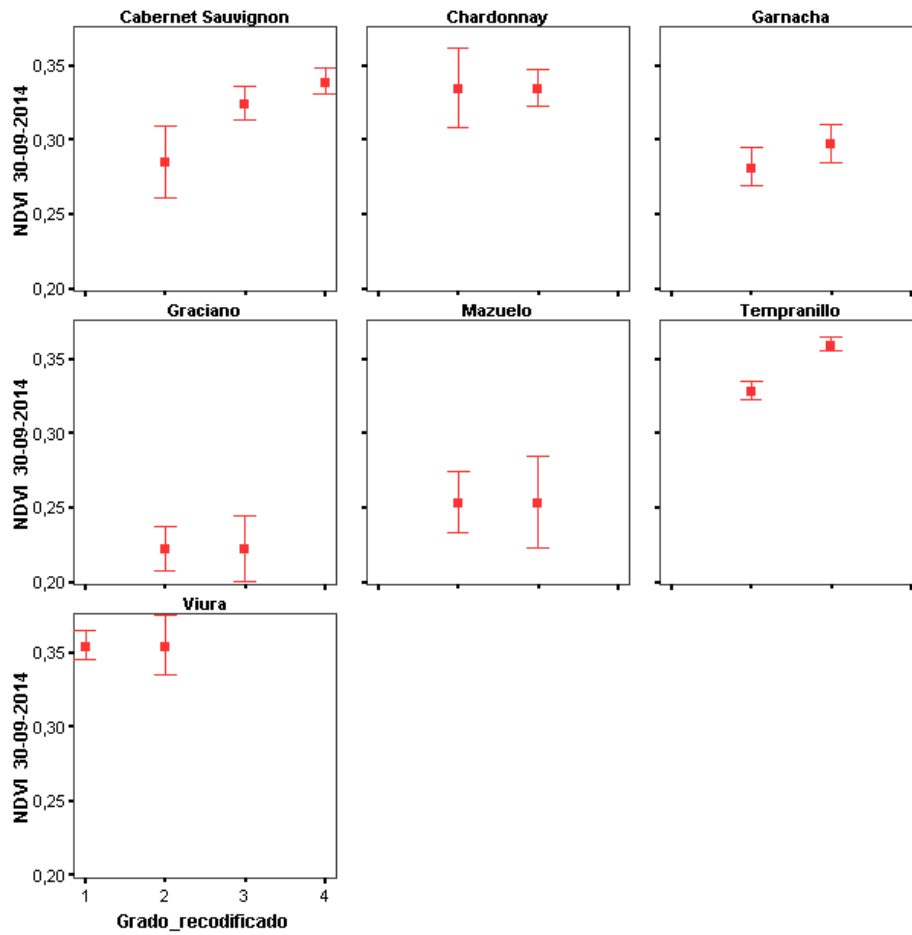 Cabernet Sauvignon Chardonnay Garnacha
NDVI 30-09-2014
0,35
0,30
0,25
0,20
Graciano Mazuelo Tempranillo
NDVI 30-09-2014
0,35
0,30
0,25
0,20
Viura
NDVI 30-09-2014
0,35
0,30
0,25
0,20
1 2 3 4
Grado_recodificado